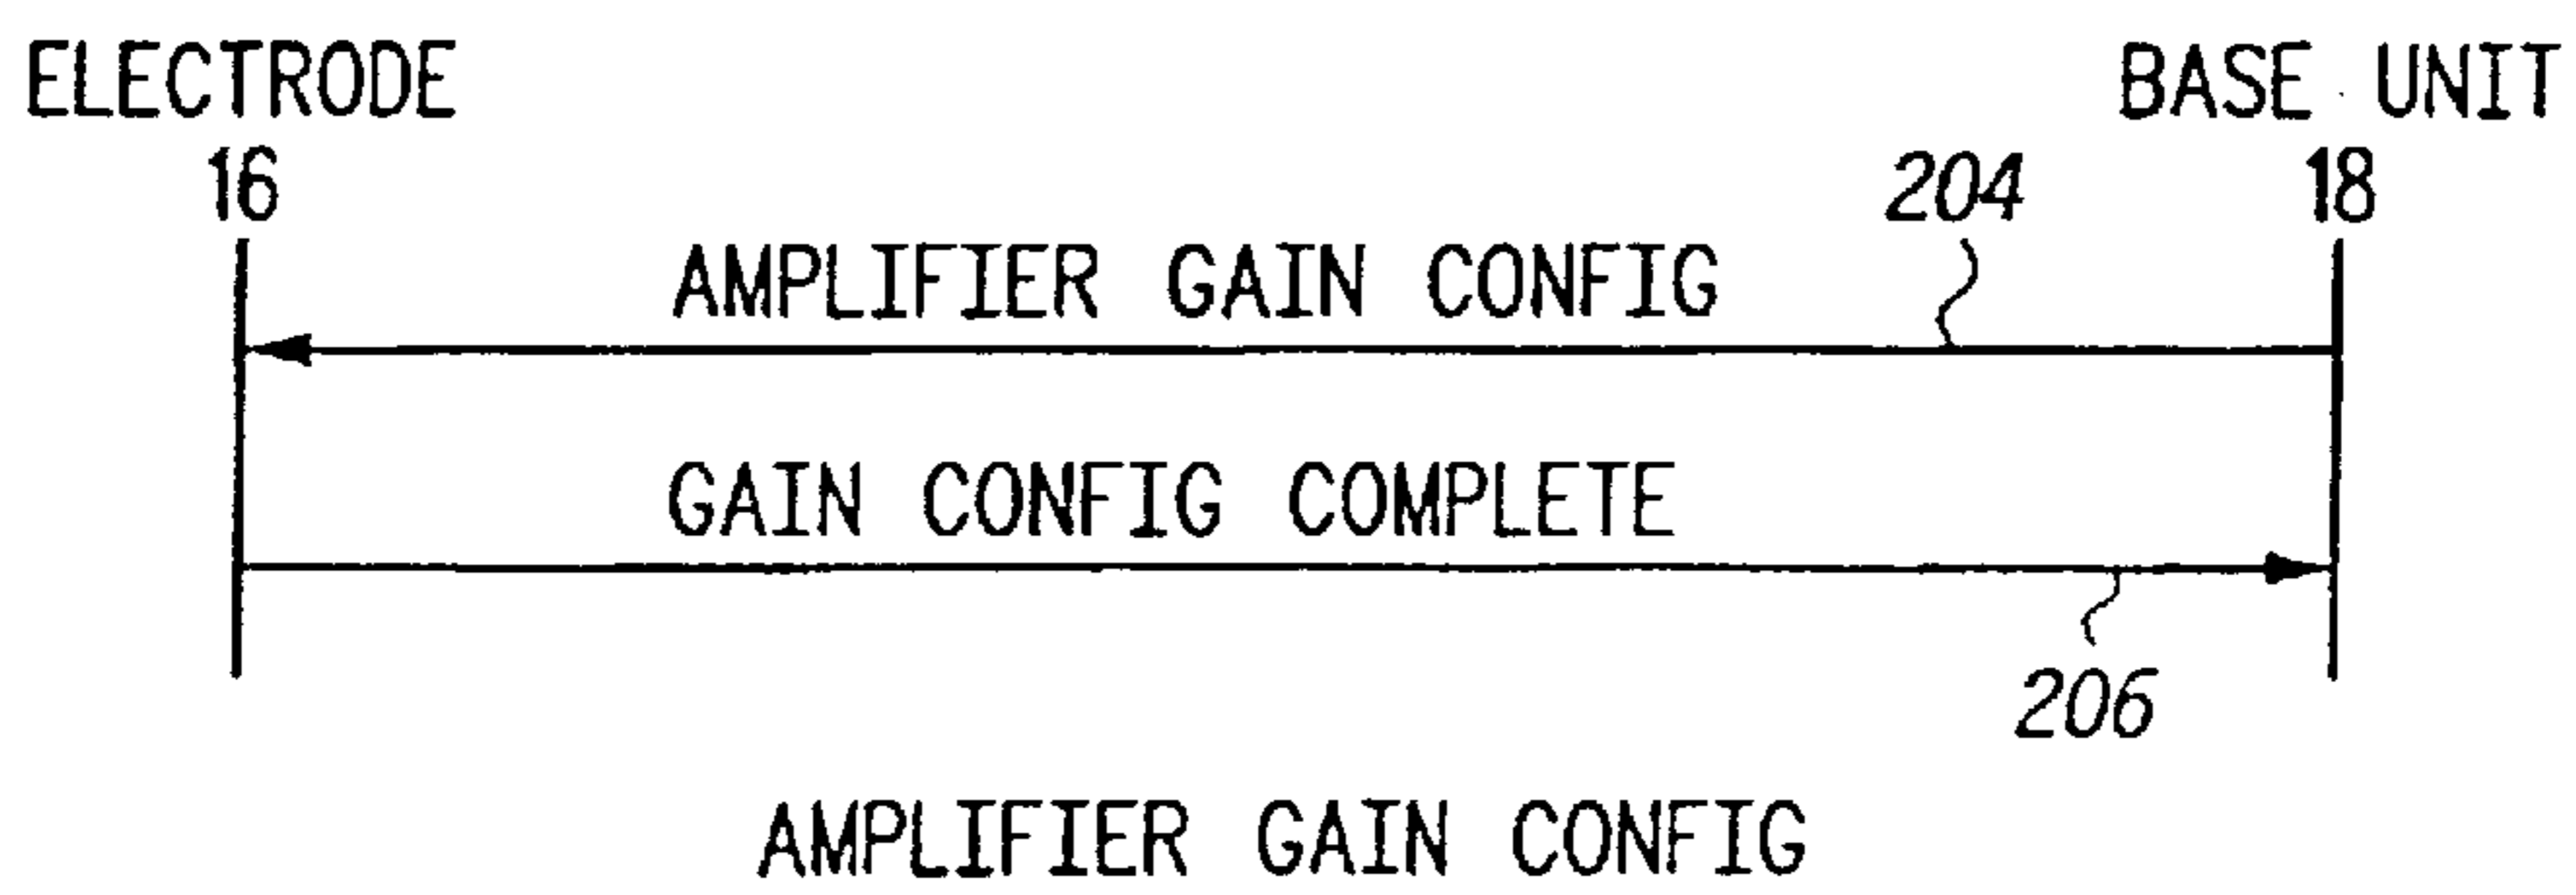 ELECTRODE
16
BASE UNIT
18
204
AMPLIFIER GAIN CONFIG
GAIN CONFIG COMPLETE
206
AMPLIFIER GAIN CONFIG